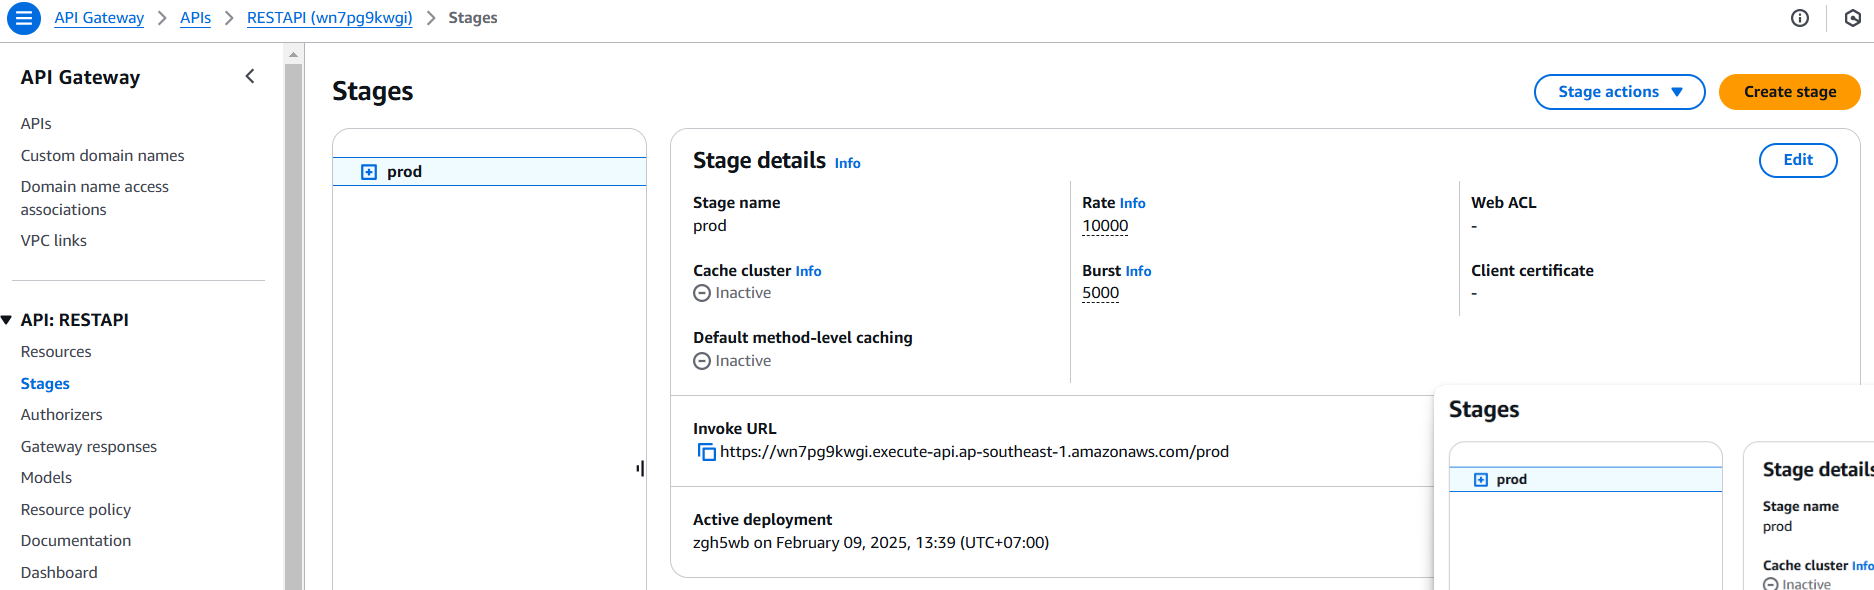 API Gateway > APIs > RESTAPI (wn7pg9kwgi) > Stages
API Gateway
APIs
Custom domain names
Domain name access
associations
VPC links
API: RESTAPI
Resources
Stages
Authorizers
Gateway responses
Models
Resource policy
Documentation
Dashboard
Stages
Stage actions
Create stage
prod
Stage details Info
Edit
Stage name
prod
Rate Info
10000
Web ACL
-
Cache cluster Info
Inactive
Burst Info
5000
Client certificate
-
Default method-level caching
Inactive
Invoke URL
https://wn7pg9kwgi.execute-api.ap-southeast-1.amazonaws.com/prod
Active deployment
zgh5wb on February 09, 2025, 13:39 (UTC+07:00)
Stages
prod
Stage details
Stage name
prod
Cache cluster Info
Inactive